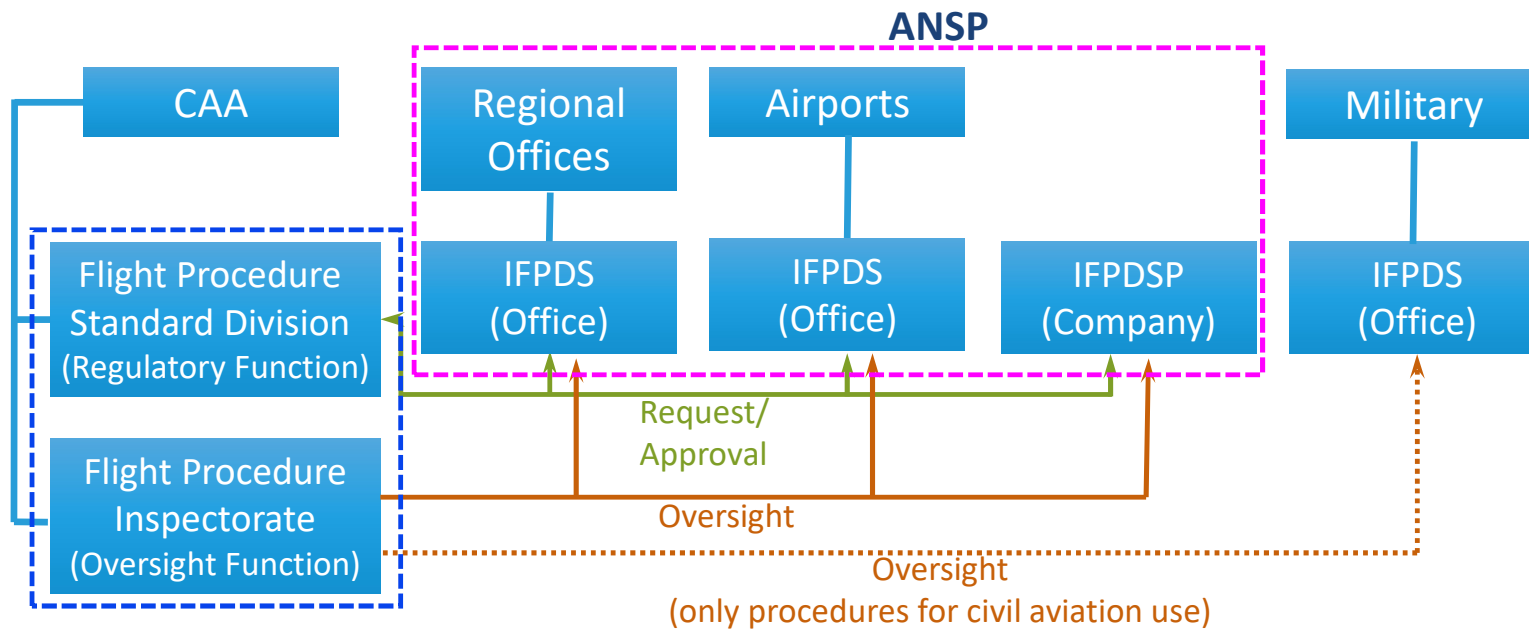 ANSP
CAA
Regional
Offices
Airports
Military
Flight Procedure
Standard Division
(Regulatory Function)
IFPDS
(Office)
IFPDS
(Office)
IFPDSP
(Company)
IFPDS
(Office)
Request/
Approval
Flight Procedure
Inspectorate
(Oversight Function)
Oversight
Oversight
(only procedures for civil aviation use)